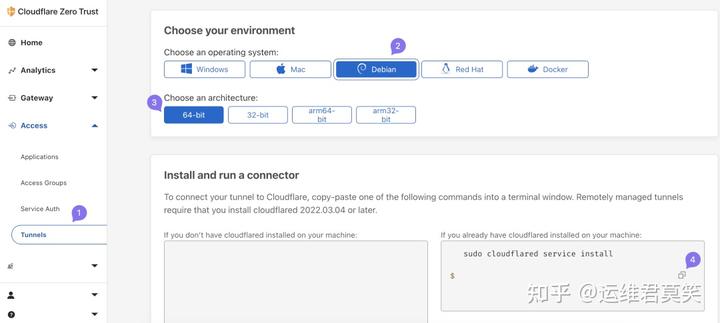 Cloudflare Zero Trust
Home
Analytics
Gateway
Access
Applications
Access Groups
Service Auth
1
Tunnels
Choose your environment
2
Choose an operating system:
Windows
Mac
Debian
Red Hat
Docker
3
Choose an architecture:
64-bit
32-bit
arm64-
bit
arm32-
bit
Install and run a connector
To connect your tunnel to Cloudflare, copy-paste one of the following commands into a terminal window. Remotely managed tunnels
require that you install cloudflared 2022.03.04 or later.
If you don't have cloudflared installed on your machine:
If you already have cloudflared installed on your machine:
sudo cloudflared service install
4
$
知乎 @运维君莫笑